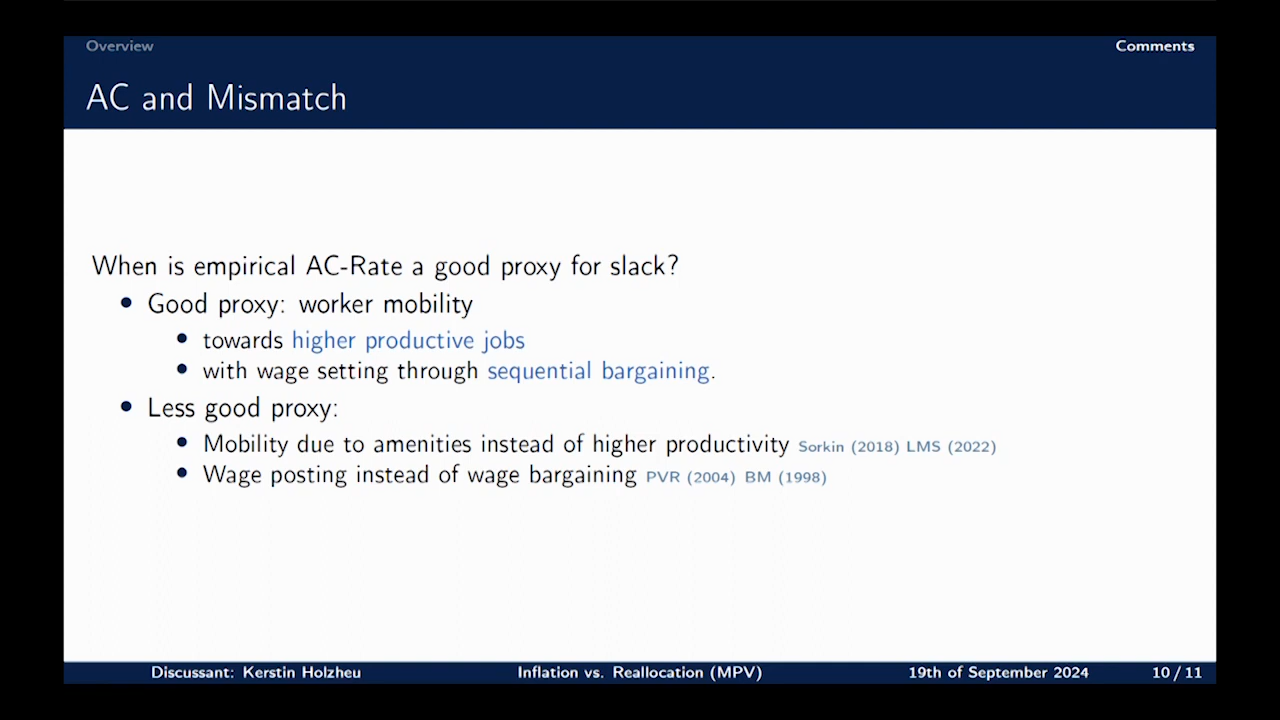 Overview
Comments
AC and Mismatch
When is empirical AC-Rate a good proxy for slack?
Good proxy: worker mobility
towards higher productive jobs
with wage setting through sequential bargaining.
Less good proxy:
Mobility due to amenities instead of higher productivity Sorkin (2018) LMS (2022)
Wage posting instead of wage bargaining PVR (2004) BM (1998)
Discussant: Kerstin Holzheu Inflation vs. Reallocation (MPV) 19th of September 2024 10 / 11